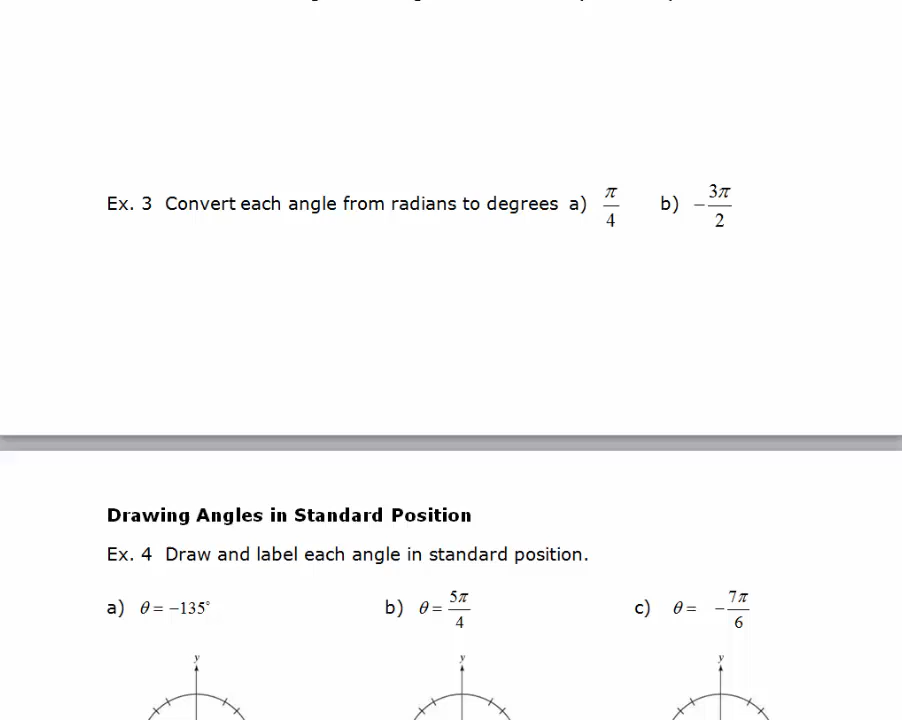 Ex. 3 Convert each angle from radians to degrees a) π/4 b) −3π/2
Drawing Angles in Standard Position
Ex. 4 Draw and label each angle in standard position.
a) θ = −135° b) θ = 5π/4 c) θ = −7π/6
y y y